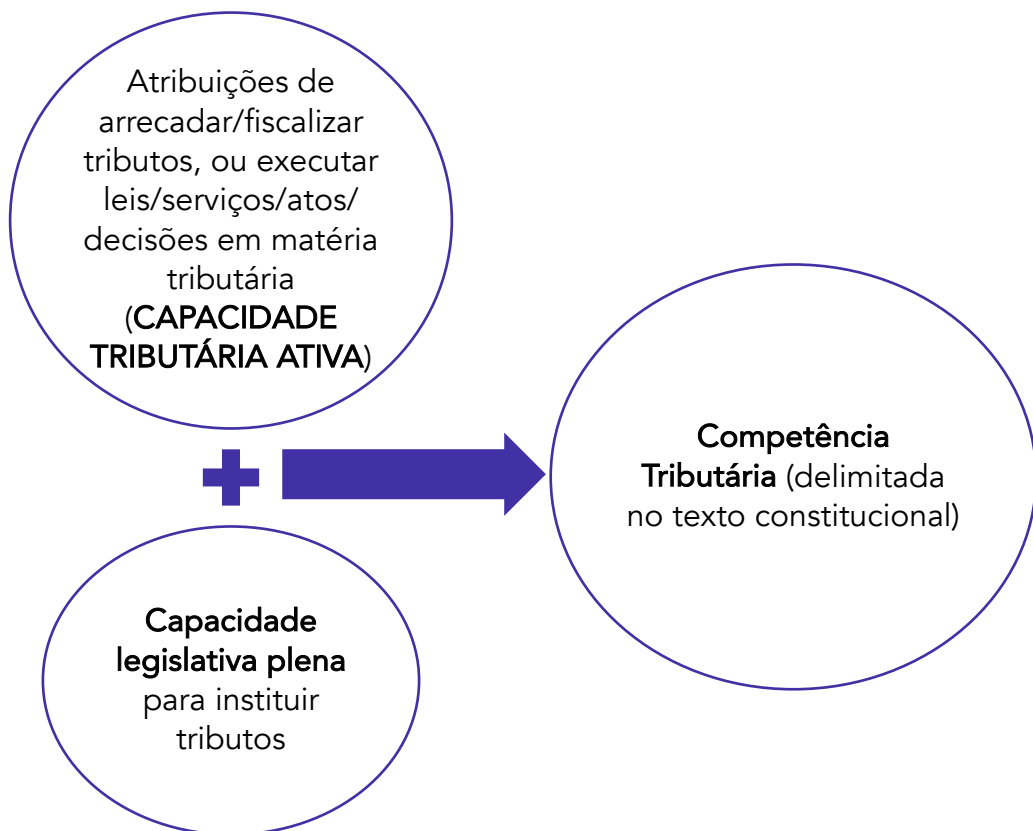 Atribuições de
arrecadar/fiscalizar
tributos, ou executar
leis/serviços/atos/
decisões em matéria
tributária
(CAPACIDADE
TRIBUTÁRIA ATIVA)
Capacidade
legislativa plena
para instituir
tributos
Competência
Tributária (delimitada
no texto constitucional)